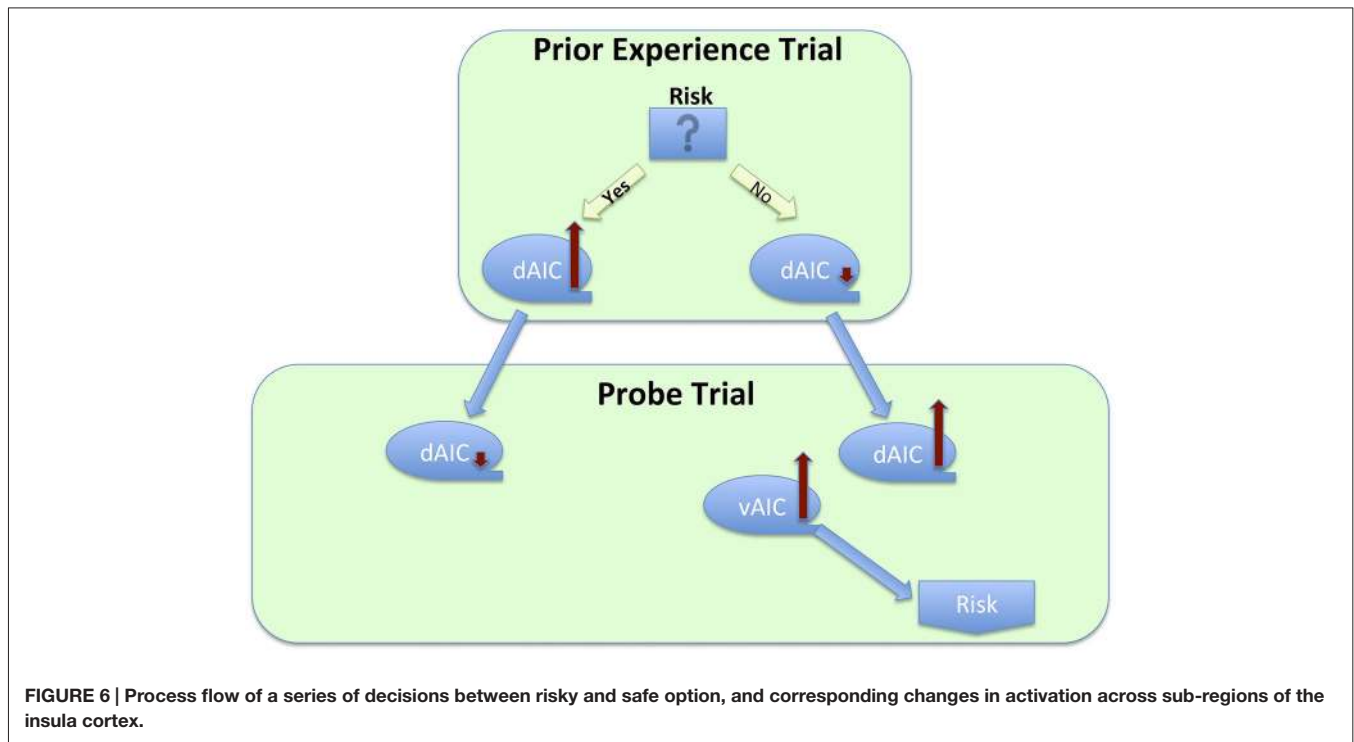 Prior Experience Trial
Risk
?
Yes
No
dAIC
dAIC
Probe Trial
dAIC
dAIC
vAIC
Risk
FIGURE 6 | Process flow of a series of decisions between risky and safe option, and corresponding changes in activation across sub-regions of the
insula cortex.